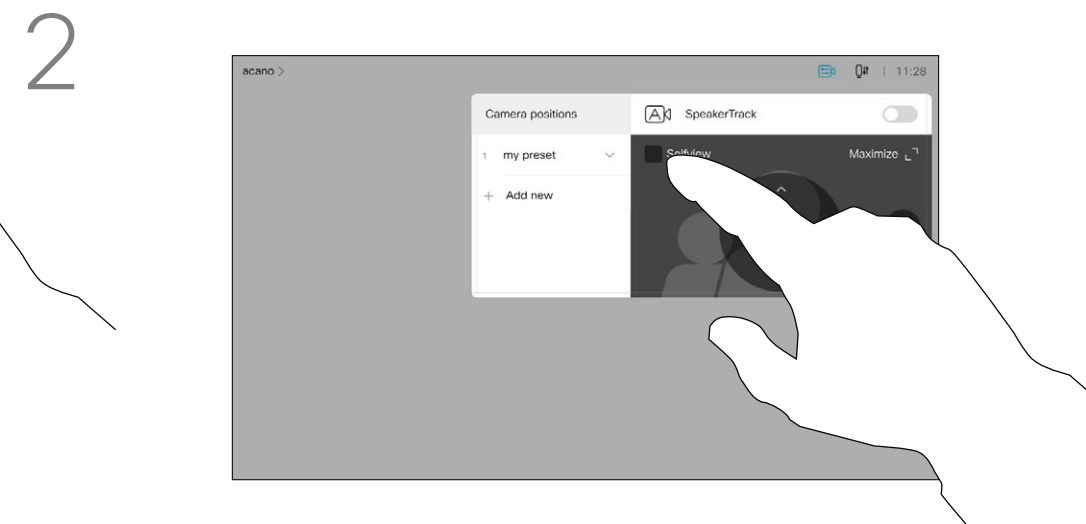 2
acano >
11:28
Camera positions
SpeakerTrack
1 my preset
Selfview
Maximize
+ Add new